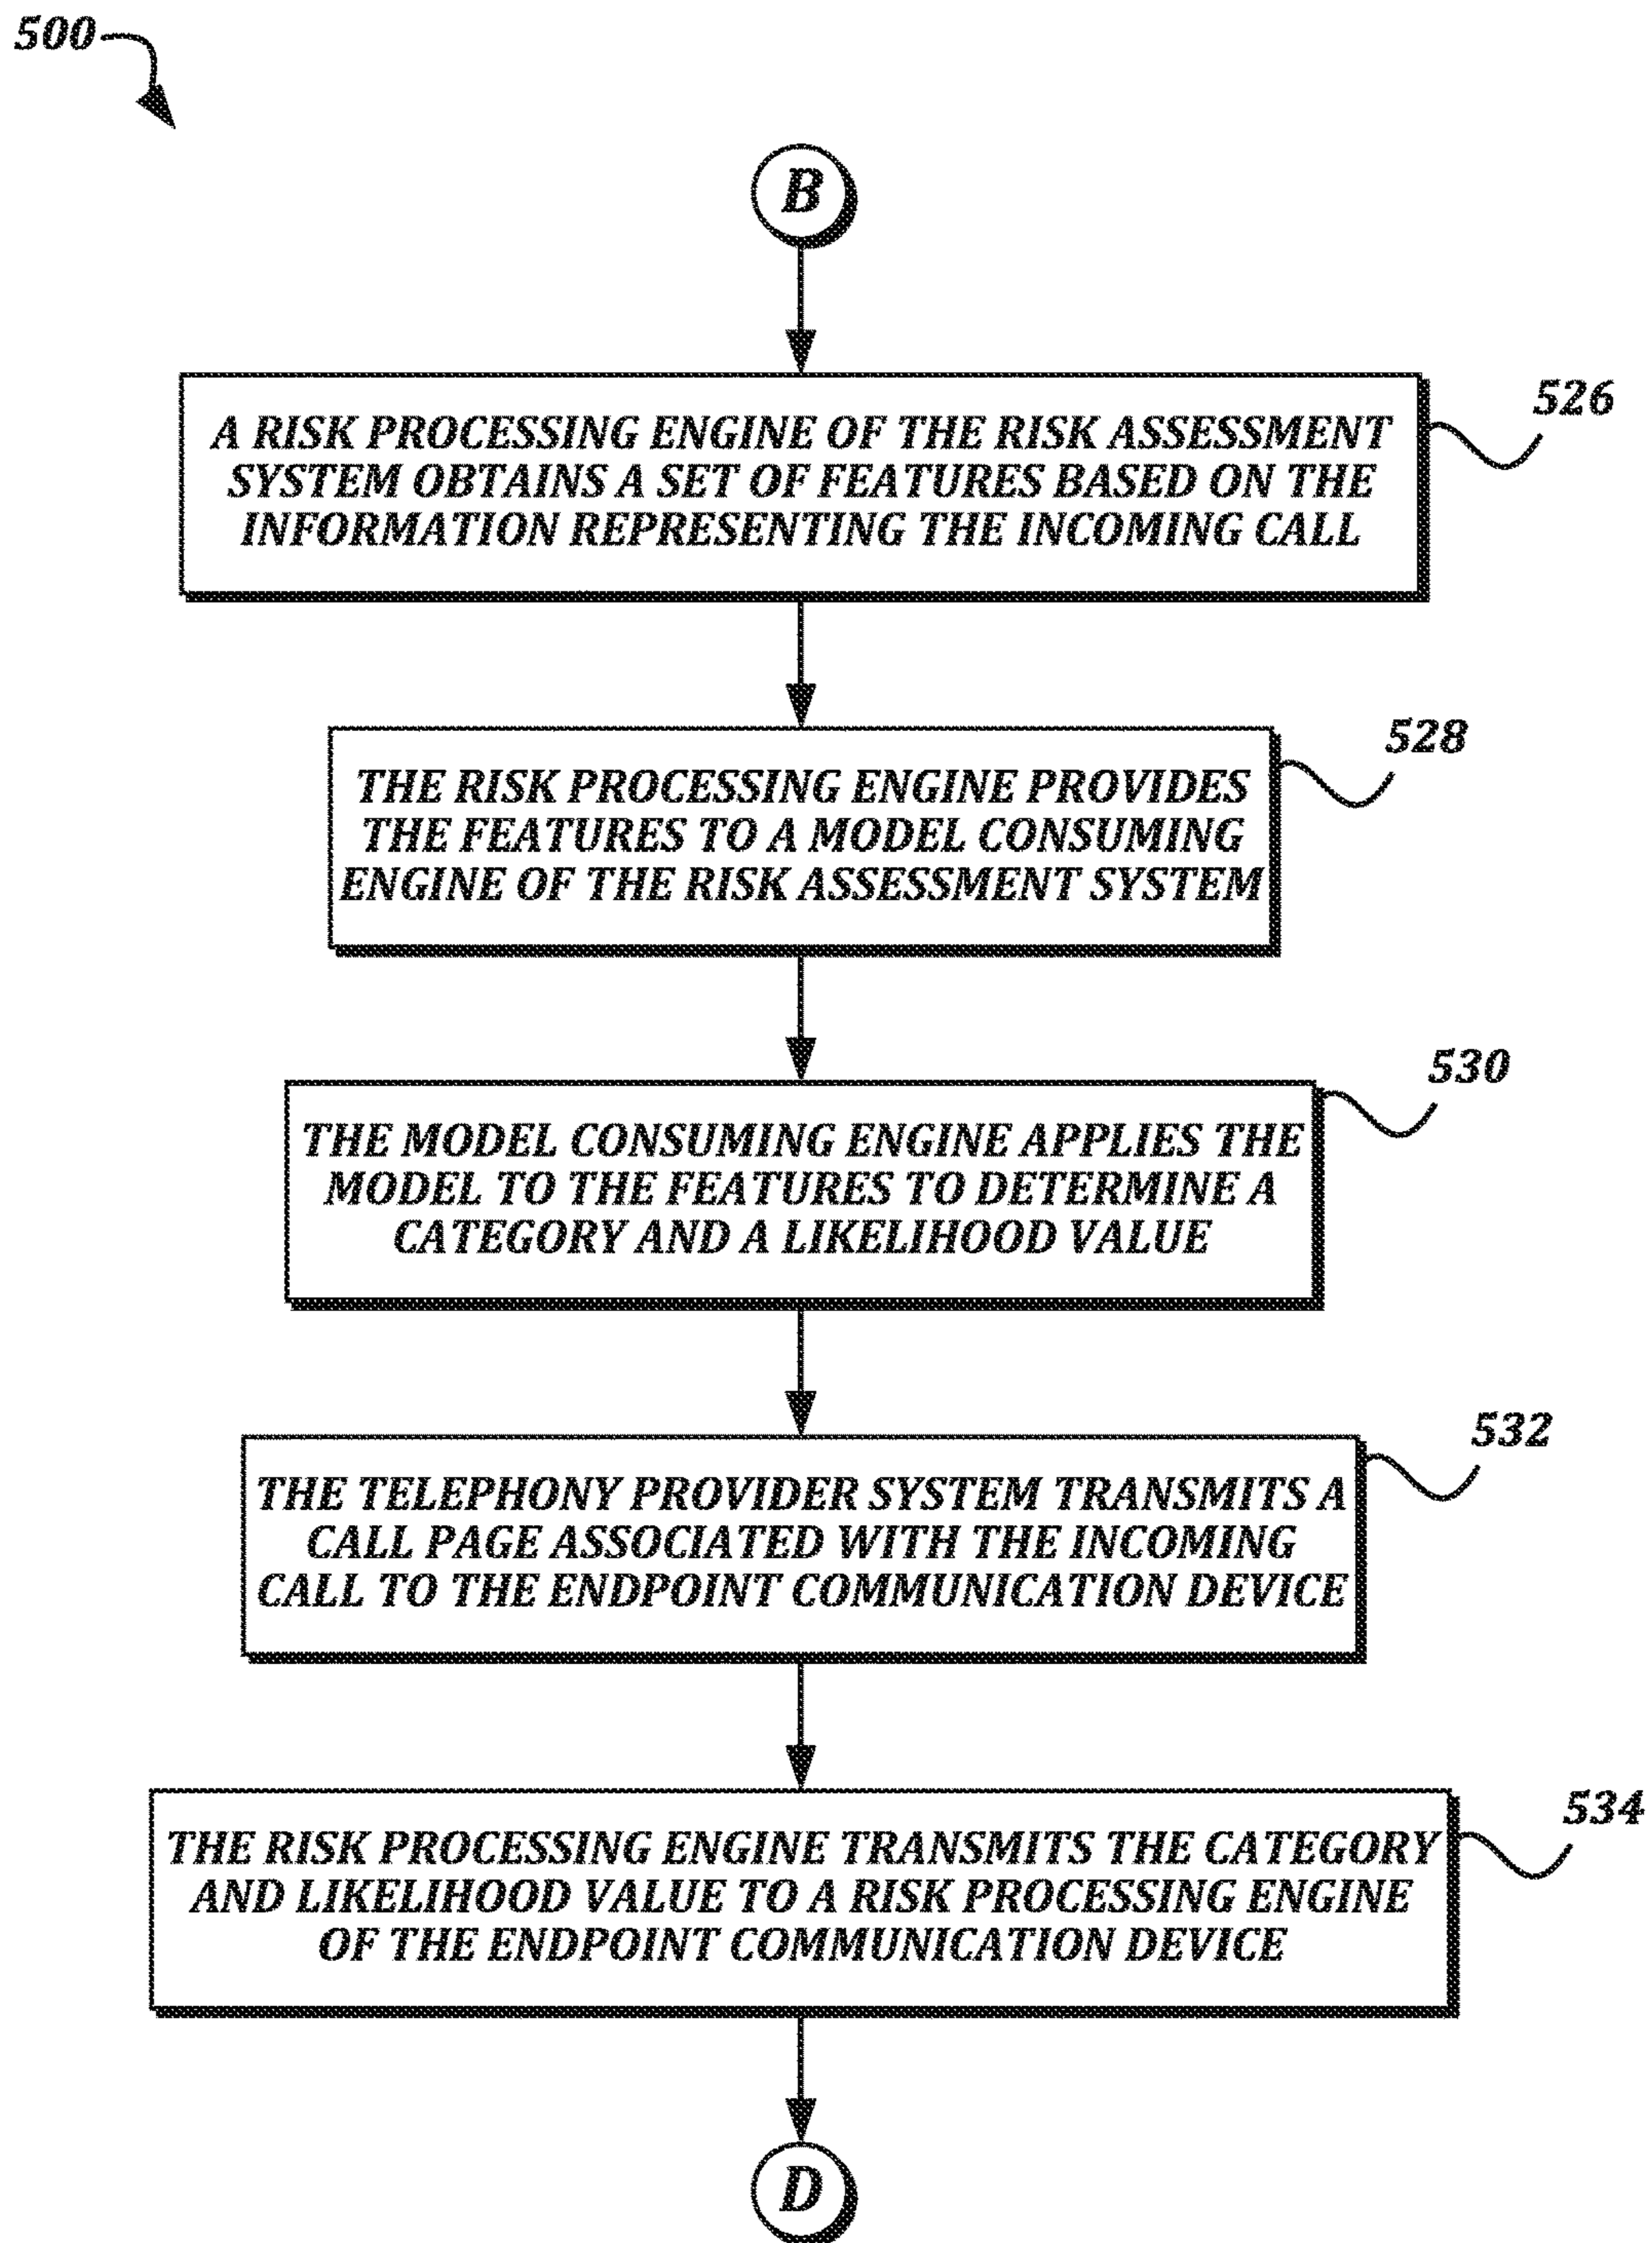 500
B
A RISK PROCESSING ENGINE OF THE RISK ASSESSMENT
SYSTEM OBTAINS A SET OF FEATURES BASED ON THE
INFORMATION REPRESENTING THE INCOMING CALL
526
THE RISK PROCESSING ENGINE PROVIDES
THE FEATURES TO A MODEL CONSUMING
ENGINE OF THE RISK ASSESSMENT SYSTEM
528
THE MODEL CONSUMING ENGINE APPLIES THE
MODEL TO THE FEATURES TO DETERMINE A
CATEGORY AND A LIKELIHOOD VALUE
530
THE TELEPHONY PROVIDER SYSTEM TRANSMITS A
CALL PAGE ASSOCIATED WITH THE INCOMING
CALL TO THE ENDPOINT COMMUNICATION DEVICE
532
THE RISK PROCESSING ENGINE TRANSMITS THE CATEGORY
AND LIKELIHOOD VALUE TO A RISK PROCESSING ENGINE
OF THE ENDPOINT COMMUNICATION DEVICE
534
D